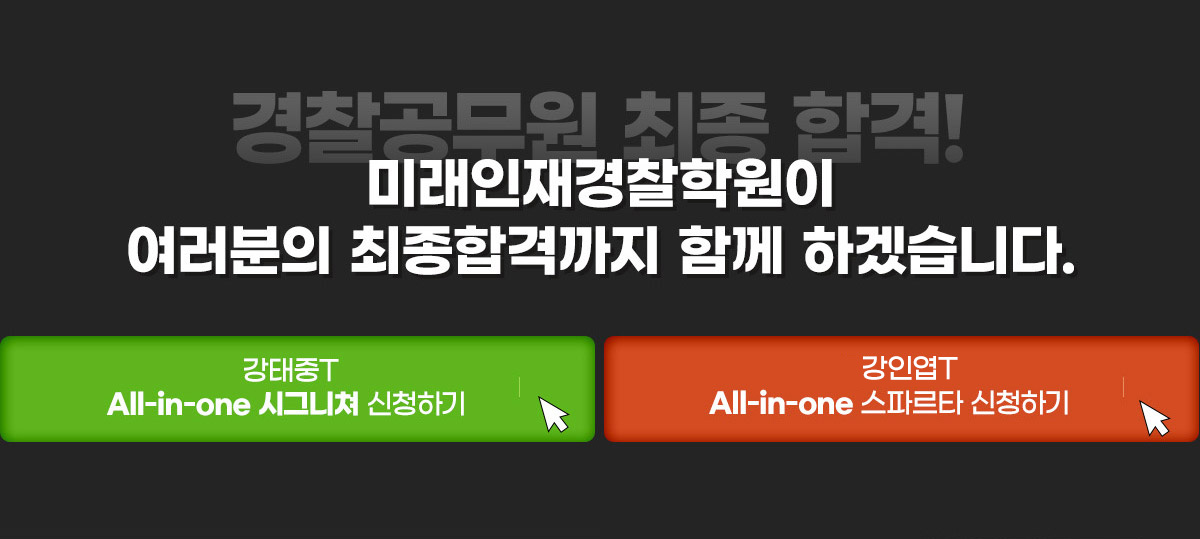 경찰공무원 최종 합격!
미래인재경찰학원이
여러분의 최종합격까지 함께 하겠습니다.
강태중T
All-in-one 시그니쳐 신청하기
강인엽T
All-in-one 스파르타 신청하기